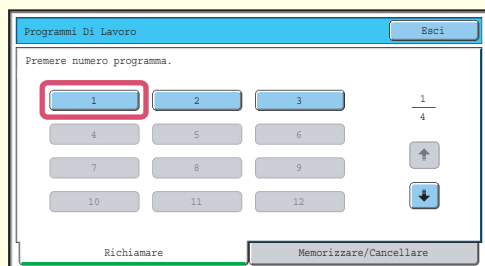 Programmi Di Lavoro Esci
Premere numero programma.
1 2 3 1
4 5 6 4
7 8 9
10 11 12
Richiamare Memorizzare/Cancellare